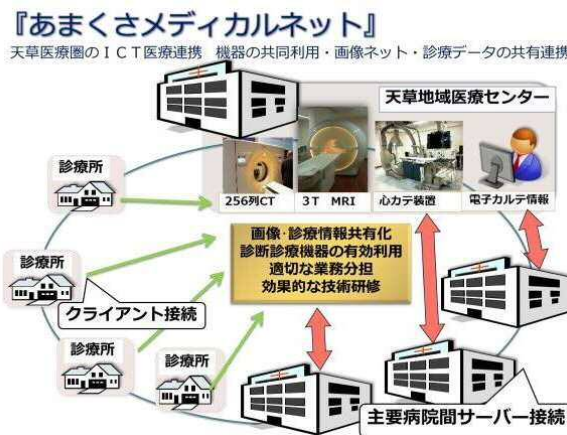 『あまくさメディカルネット』
天草医療圏のＩＣＴ医療連携　機器の共同利用・画像ネット・診療データの共有連携
天草地域医療センター
診療所
256列CT
3T MRI
心カテ装置
電子カルテ情報
画像･診療情報共有化
診断診療機器の有効利用
適切な業務分担
効果的な技術研修
診療所
クライアント接続
診療所
診療所
主要病院間サーバー接続